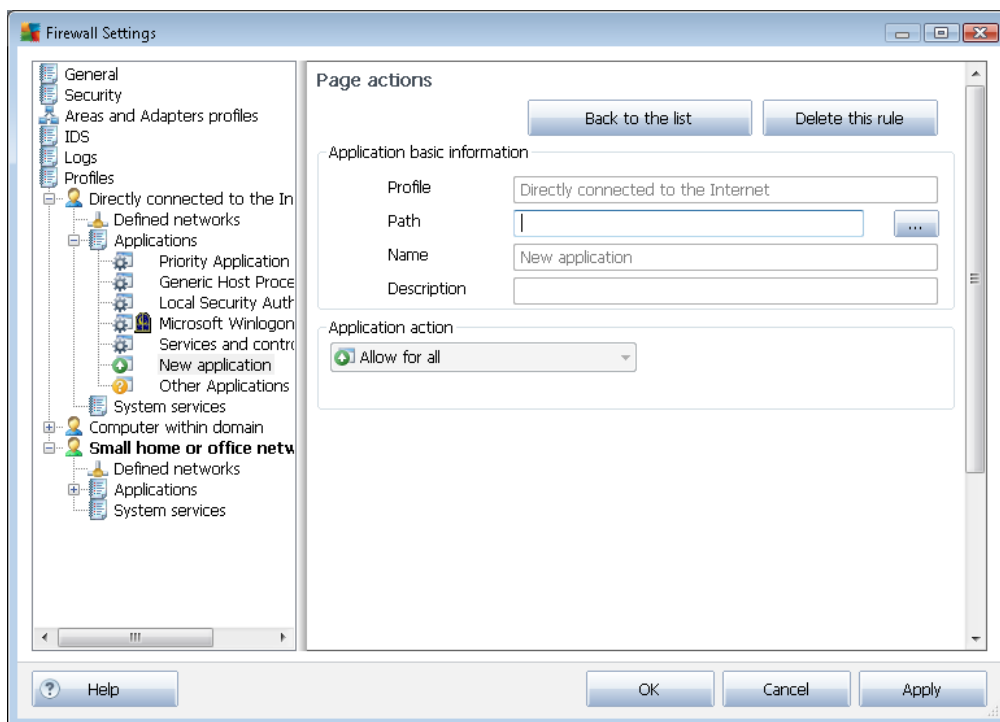 Firewall Settings
General
Security
Areas and Adapters profiles
IDS
Logs
Profiles
Directly connected to the In
Defined networks
Applications
Priority Application
Generic Host Proce
Local Security Auth
Microsoft Winlogon
Services and contro
New application
Other Applications
System services
Computer within domain
Small home or office netw
Defined networks
Applications
System services
Page actions
Back to the list
Delete this rule
Application basic information
Profile
Directly connected to the Internet
Path
...
Name
New application
Description
Application action
Allow for all
? Help
OK
Cancel
Apply